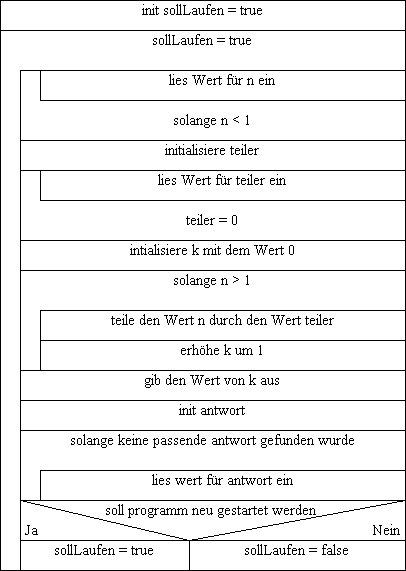 init sollLaufen = true
sollLaufen = true
lies Wert für n ein
solange n < 1
initialisiere teiler
lies Wert für teiler ein
teiler = 0
intialisiere k mit dem Wert 0
solange n > 1
teile den Wert n durch den Wert teiler
erhöhe k um 1
gib den Wert von k aus
init antwort
solange keine passende antwort gefunden wurde
lies wert für antwort ein
soll programm neu gestartet werden
Ja Nein
sollLaufen = true sollLaufen = false